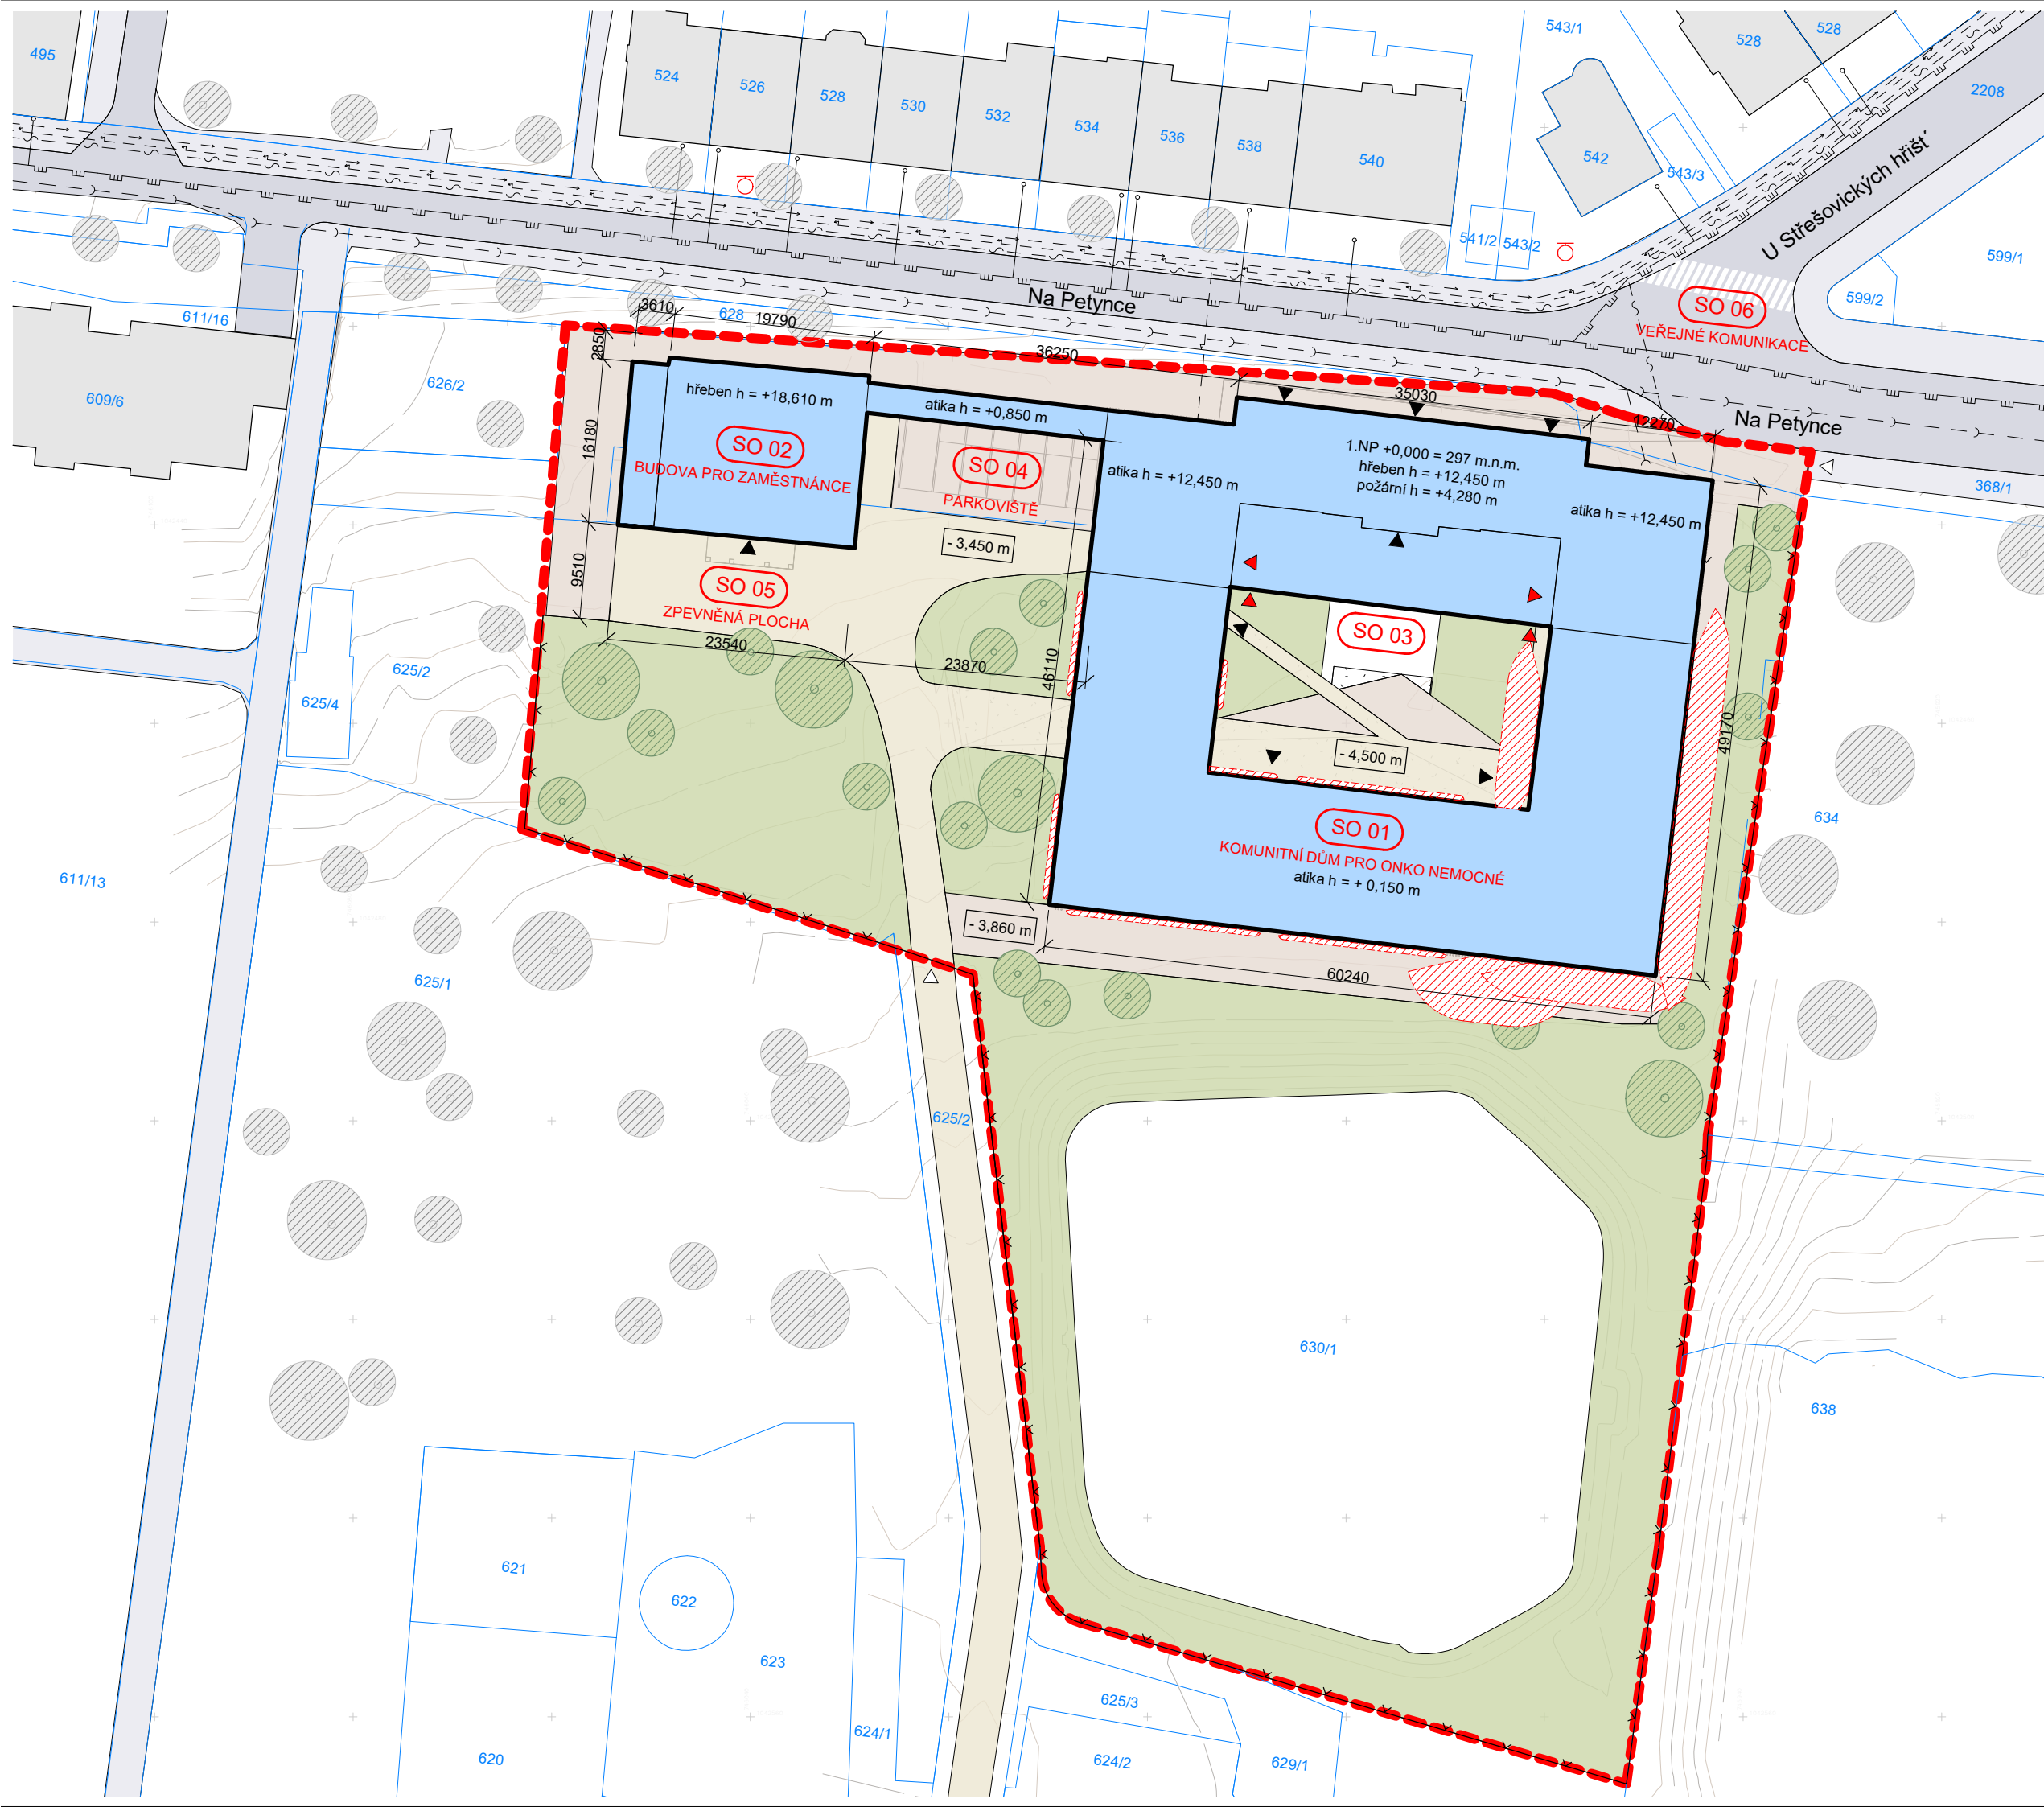 495
524
526
528
530
532
534
536
538
540
543/1
528
528
2208
542
543/3
541/2
543/2
U Střešovických hřišť
599/1
599/2
SO 06
VEŘEJNÉ KOMUNIKACE
Na Petynce
Na Petynce
368/1
611/16
609/6
626/2
628
3610
19790
36250
35030
12270
2850
16180
9510
hřeben h = +18,610 m
SO 02
BUDOVA PRO ZAMĚSTNÁNCE
atika h = +0,850 m
SO 04
PARKOVIŠTĚ
- 3,450 m
atika h = +12,450 m
1.NP +0,000 = 297 m.n.m.
hřeben h = +12,450 m
požární h = +4,280 m
atika h = +12,450 m
SO 05
ZPEVNĚNÁ PLOCHA
23540
23870
46110
49170
SO 03
- 4,500 m
SO 01
KOMUNITNÍ DŮM PRO ONKO NEMOCNÉ
atika h = + 0,150 m
- 3,860 m
60240
625/2
625/4
634
611/13
625/1
625/2
630/1
638
621
622
623
620
624/1
625/3
624/2
629/1